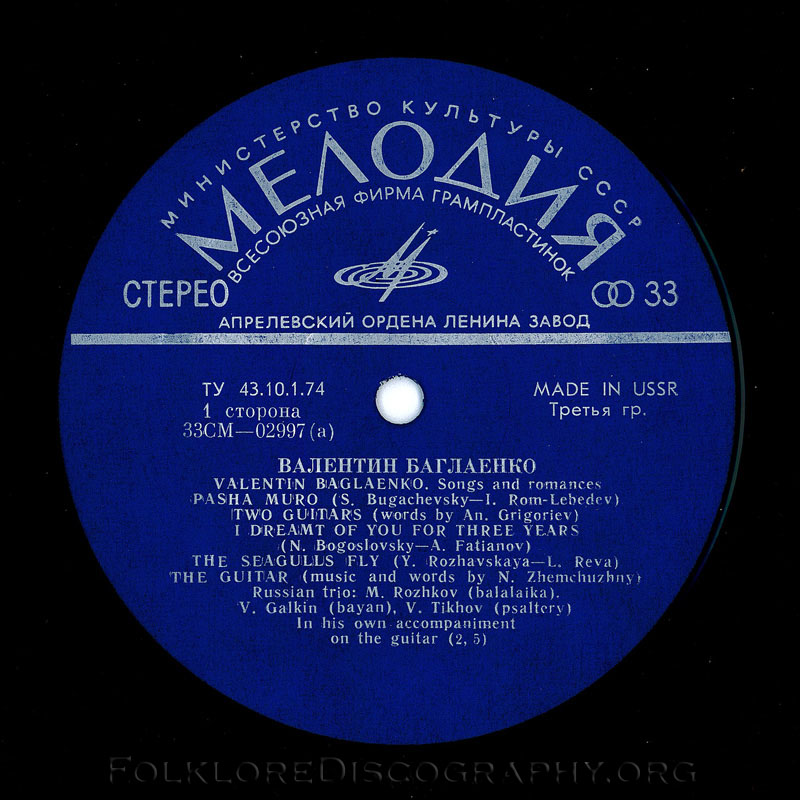 МИНИСТЕРСТВО КУЛЬТУРЫ СССР
МЕЛОДИЯ
ВСЕСОЮЗНАЯ ФИРМА ГРАМПЛАСТИНОК
СТЕРЕО
33
АПРЕЛЕВСКИЙ ОРДЕНА ЛЕНИНА ЗАВОД
ТУ 43.10.1.74
MADE IN USSR
1 сторона
Третья гр.
33СМ—02997(а)
ВАЛЕНТИН БАГЛАЕНКО
VALENTIN BAGLAENKO. Songs and romances
PASHA MURO (S. Bugachevsky—I. Rom-Lebedev)
TWO GUITARS (words by An. Grigoriev)
I DREAMT OF YOU FOR THREE YEARS
(N. Bogoslovsky—A. Fatianov)
THE SEAGULLS FLY (Y. Rozhavskaya—L. Reva)
THE GUITAR (music and words by N. Zhemchuzhny)
Russian trio: M. Rozhkov (balalaika).
V. Galkin (bayan), V. Tikhov (psaltery)
In his own accompaniment
on the guitar (2, 5)
FOLKLOREDISCOGRAPHY.ORG